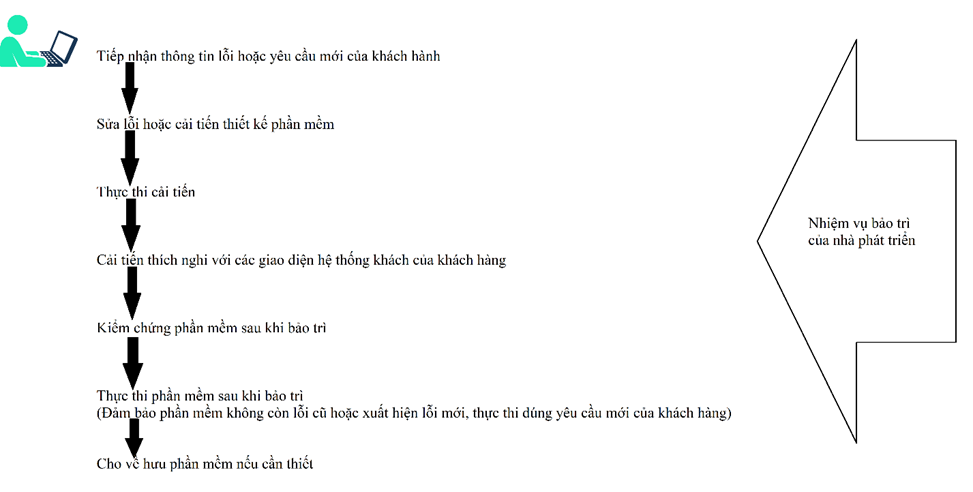 Tiếp nhận thông tin lỗi hoặc yêu cầu mới của khách hành
Sửa lỗi hoặc cải tiến thiết kế phần mềm
Thực thi cải tiến
Cải tiến thích nghi với các giao diện hệ thống khách của khách hàng
Kiểm chứng phần mềm sau khi bảo trì
Thực thi phần mềm sau khi bảo trì
(Đảm bảo phần mềm không còn lỗi cũ hoặc xuất hiện lỗi mới, thực thi dúng yêu cầu mới của khách hàng)
Cho về hưu phần mềm nếu cần thiết
Nhiệm vụ bảo trì
của nhà phát triển